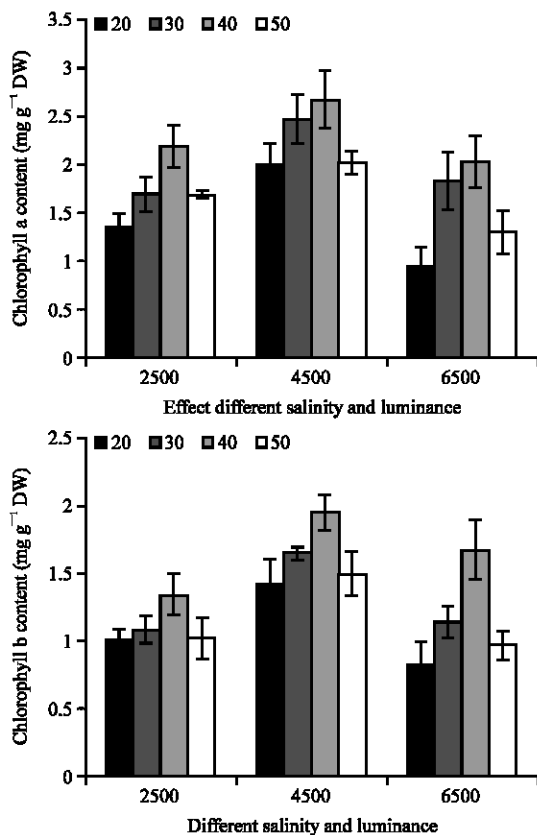 20 30 40 50
Chlorophyll a content (mg g⁻¹ DW)
3.5
3
2.5
2
1.5
1
0.5
0
2500 4500 6500
Effect different salinity and luminance
20 30 40 50
Chlorophyll b content (mg g⁻¹ DW)
2.5
2
1.5
1
0.5
0
2500 4500 6500
Different salinity and luminance